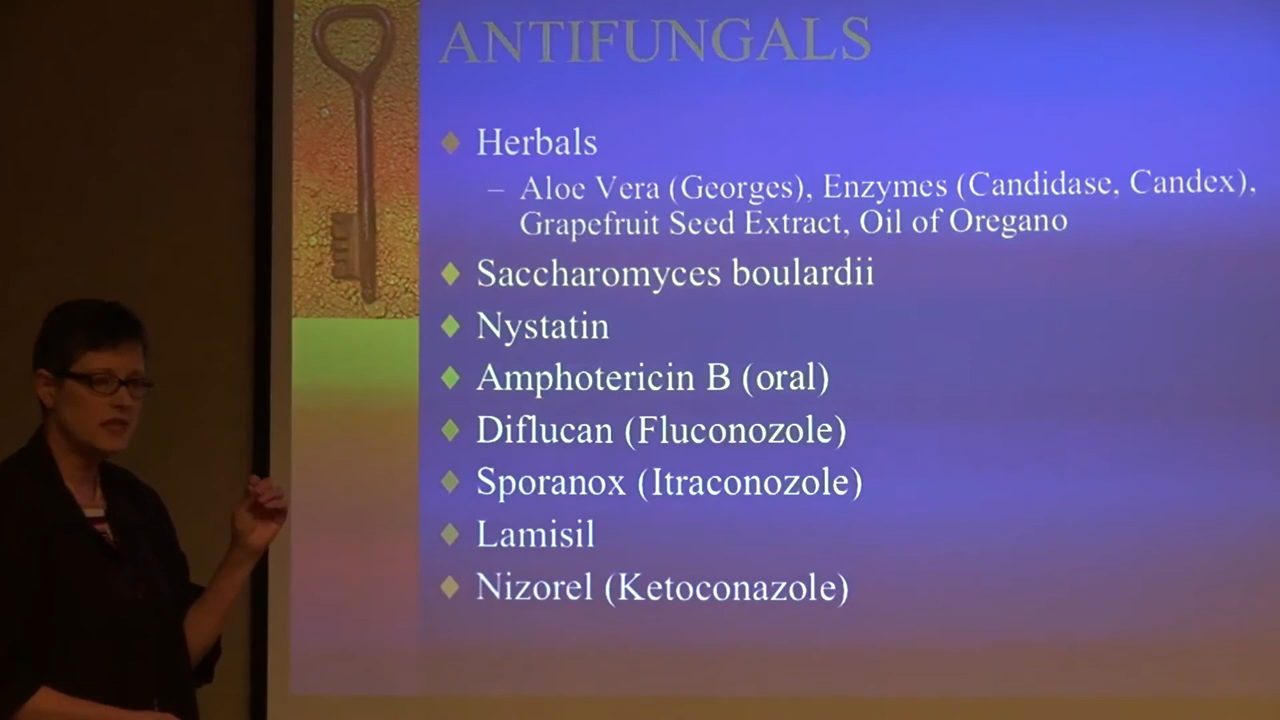 ANTIFUNGALS
Herbals
– Aloe Vera (Georges), Enzymes (Candidase, Candex),
Grapefruit Seed Extract, Oil of Oregano
Saccharomyces boulardii
Nystatin
Amphotericin B (oral)
Diflucan (Fluconozole)
Sporanox (Itraconozole)
Lamisil
Nizorel (Ketoconazole)